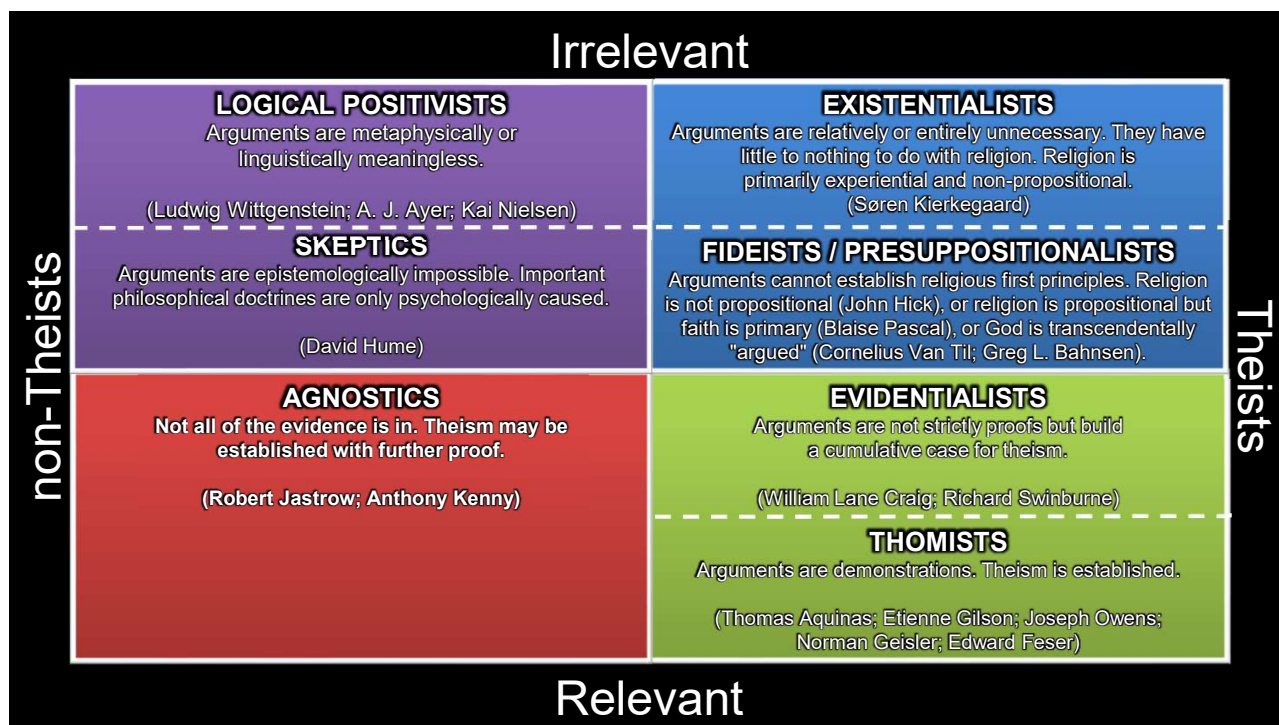 Irrelevant
non-Theists
LOGICAL POSITIVISTS
Arguments are metaphysically or
linguistically meaningless.
(Ludwig Wittgenstein; A. J. Ayer; Kai Nielsen)
SKEPTICS
Arguments are epistemologically impossible. Important
philosophical doctrines are only psychologically caused.
(David Hume)
EXISTENTIALISTS
Arguments are relatively or entirely unnecessary. They have
little to nothing to do with religion. Religion is
primarily experiential and non-propositional.
(Søren Kierkegaard)
FIDEISTS / PRESUPPOSITIONALISTS
Arguments cannot establish religious first principles. Religion
is not propositional (John Hick), or religion is propositional but
faith is primary (Blaise Pascal), or God is transcendentally
"argued" (Cornelius Van Til; Greg L. Bahnsen).
AGNOSTICS
Not all of the evidence is in. Theism may be
established with further proof.
(Robert Jastrow; Anthony Kenny)
EVIDENTIALISTS
Arguments are not strictly proofs but build
a cumulative case for theism.
(William Lane Craig; Richard Swinburne)
THOMISTS
Arguments are demonstrations. Theism is established.
(Thomas Aquinas; Etienne Gilson; Joseph Owens;
Norman Geisler; Edward Feser)
Theists
Relevant